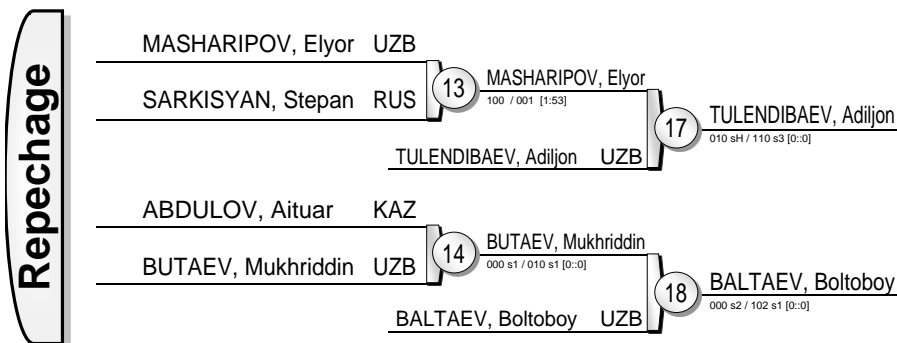 Repechage
MASHARIPOV, Elyor UZB
SARKISYAN, Stepan RUS
13
MASHARIPOV, Elyor
100 / 001 [1:53]
TULENDIBAEV, Adiljon UZB
17
TULENDIBAEV, Adiljon
010 sH / 110 s3 [0::0]
ABDULOV, Aituar KAZ
BUTAEV, Mukhriddin UZB
14
BUTAEV, Mukhriddin
000 s1 / 010 s1 [0::0]
BALTAEV, Boltoboy UZB
18
BALTAEV, Boltoboy
000 s2 / 102 s1 [0::0]